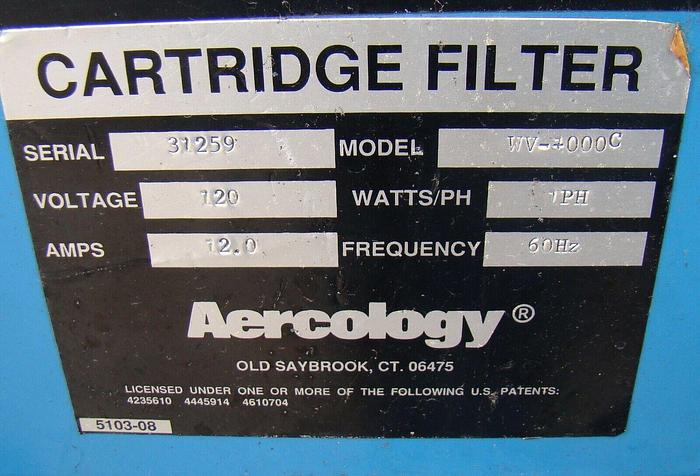 CARTRIDGE FILTER
SERIAL 31259 MODEL
VOLTAGE 120 WATTS/PH 1PH
AMPS 12.0 FREQUENCY 60Hz
Aercology®
OLD SAYBROOK, CT. 06475
LICENSED UNDER ONE OR MORE OF THE FOLLOWING U.S. PATENTS:
4235610 4445914 4610704
5103-08